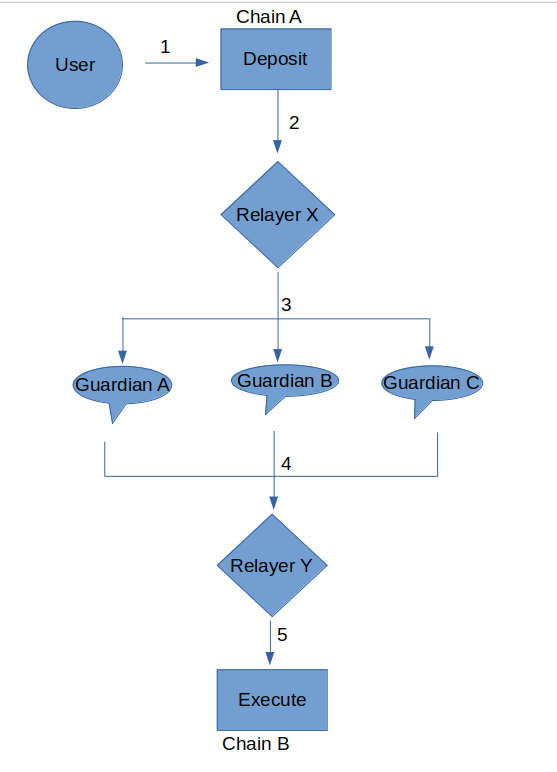 Chain A
User
1
Deposit
2
Relayer X
3
Guardian A
Guardian B
Guardian C
4
Relayer Y
5
Execute
Chain B